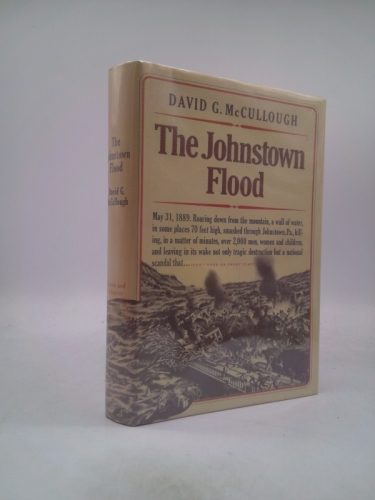 The
Johnstown
Flood
David G.
McCullough
DAVID G. McCULLOUGH
The Johnstown
Flood
May 31, 1889. Roaring down from the mountain, a wall of water,
in some places 70 feet high, smashed through Johnstown, Pa., kill-
ing, in a matter of minutes, over 2,000 men, women and children,
and leaving in its wake not only tragic destruction but a national
scandal that...